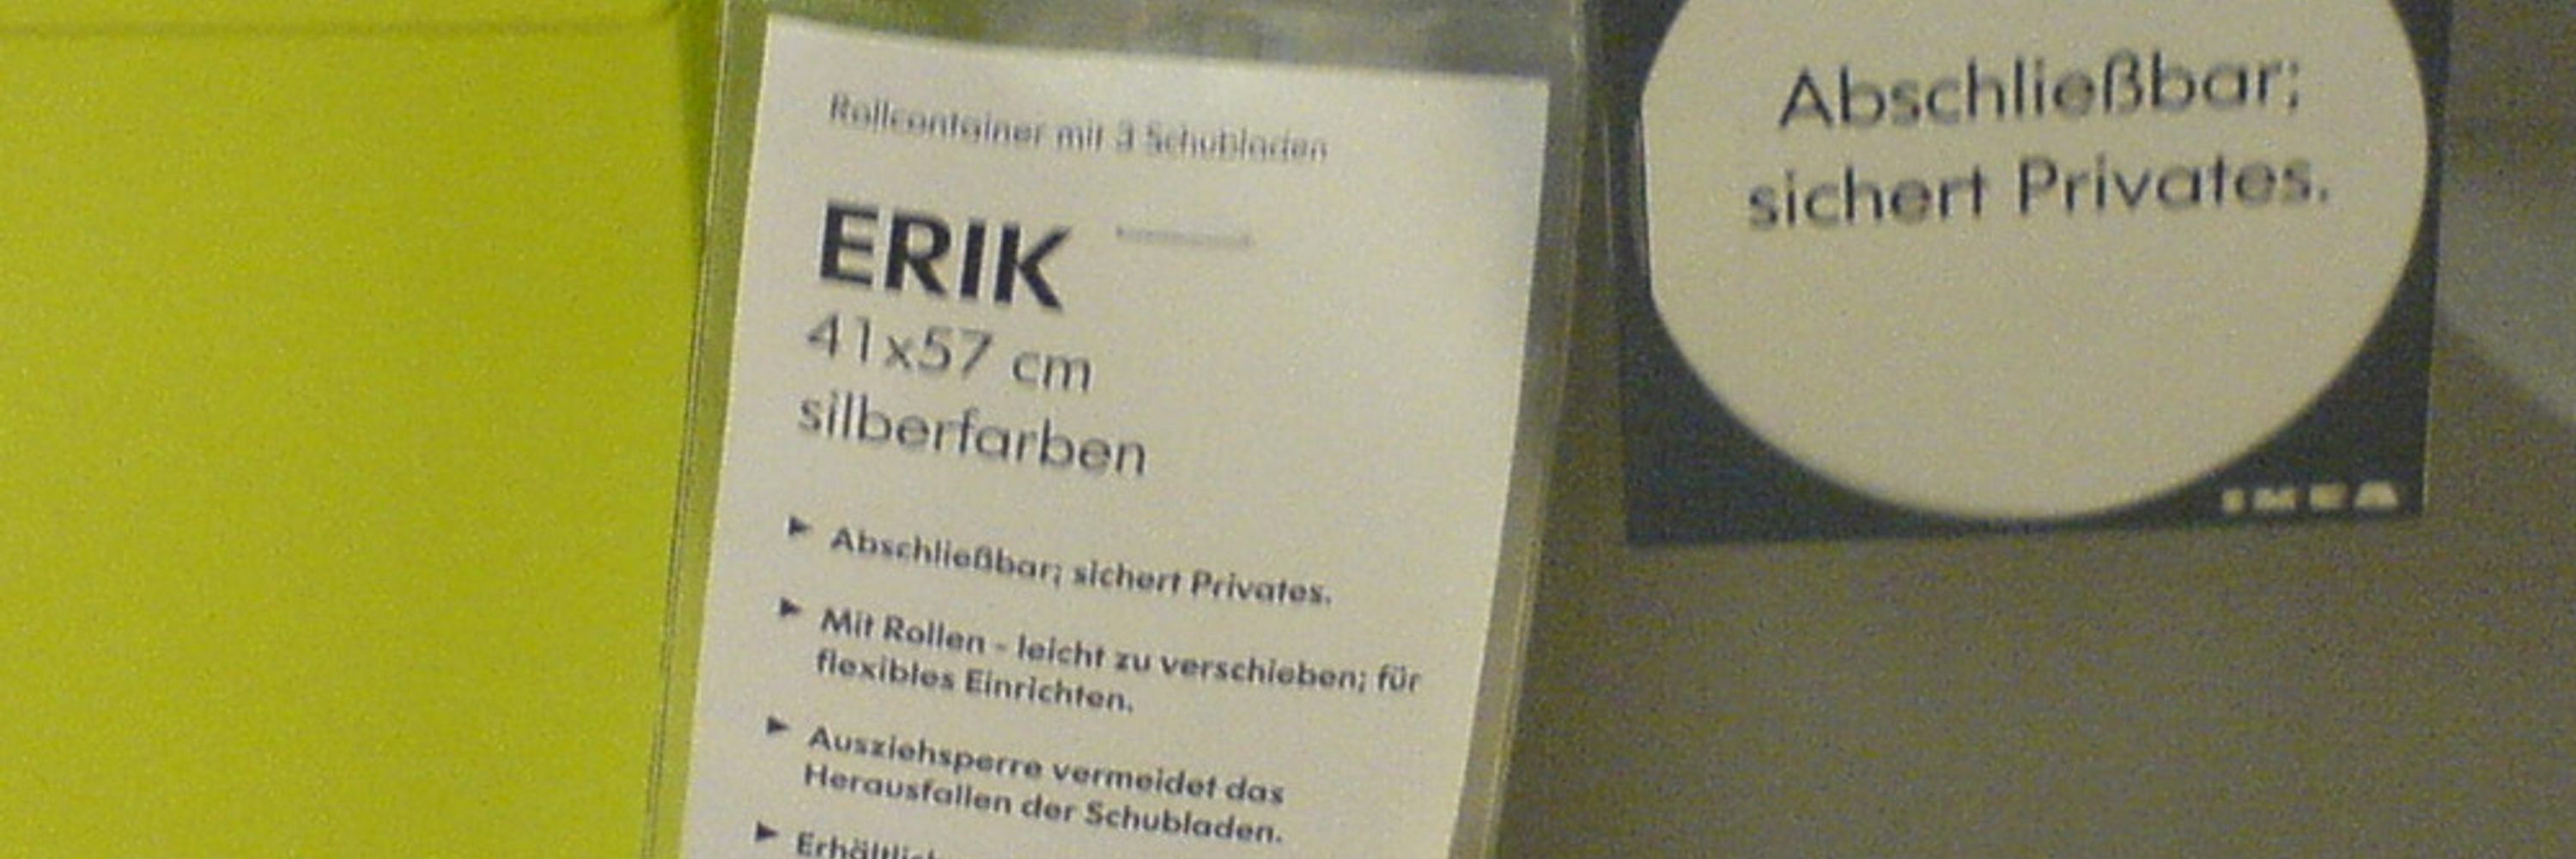 Rollcontainer mit 3 Schubladen
ERIK
41x57 cm
silberfarben
► Abschließbar; sichert Privates.
► Mit Rollen - leicht zu verschieben; für
flexibles Einrichten.
► Ausziehsperre vermeidet das
Herausfallen der Schubladen.
Abschließbar;
sichert Privates.
IKEA